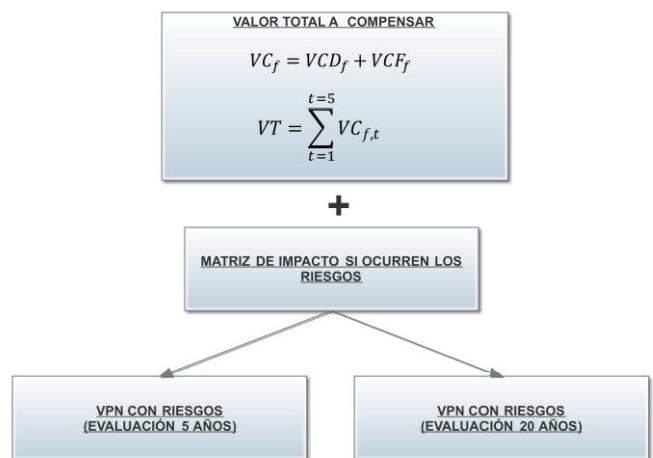 VALOR TOTAL A COMPENSAR
VC_f = VCD_f + VCF_f
t=5
VT = ∑ VC_{f,t}
t=1
+
MATRIZ DE IMPACTO SI OCURREN LOS
RIESGOS
VPN CON RIESGOS
(EVALUACIÓN 5 AÑOS)
VPN CON RIESGOS
(EVALUACIÓN 20 AÑOS)